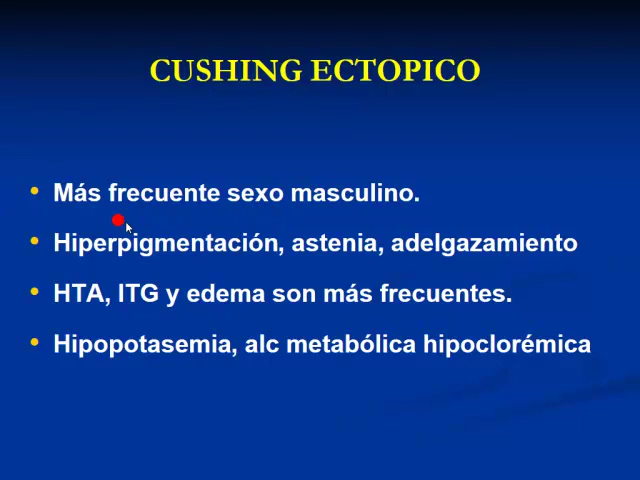 CUSHING ECTOPICO
• Más frecuente sexo masculino.
• Hiperpigmentación, astenia, adelgazamiento
• HTA, ITG y edema son más frecuentes.
• Hipopotasemia, alc metabólica hipoclorémica